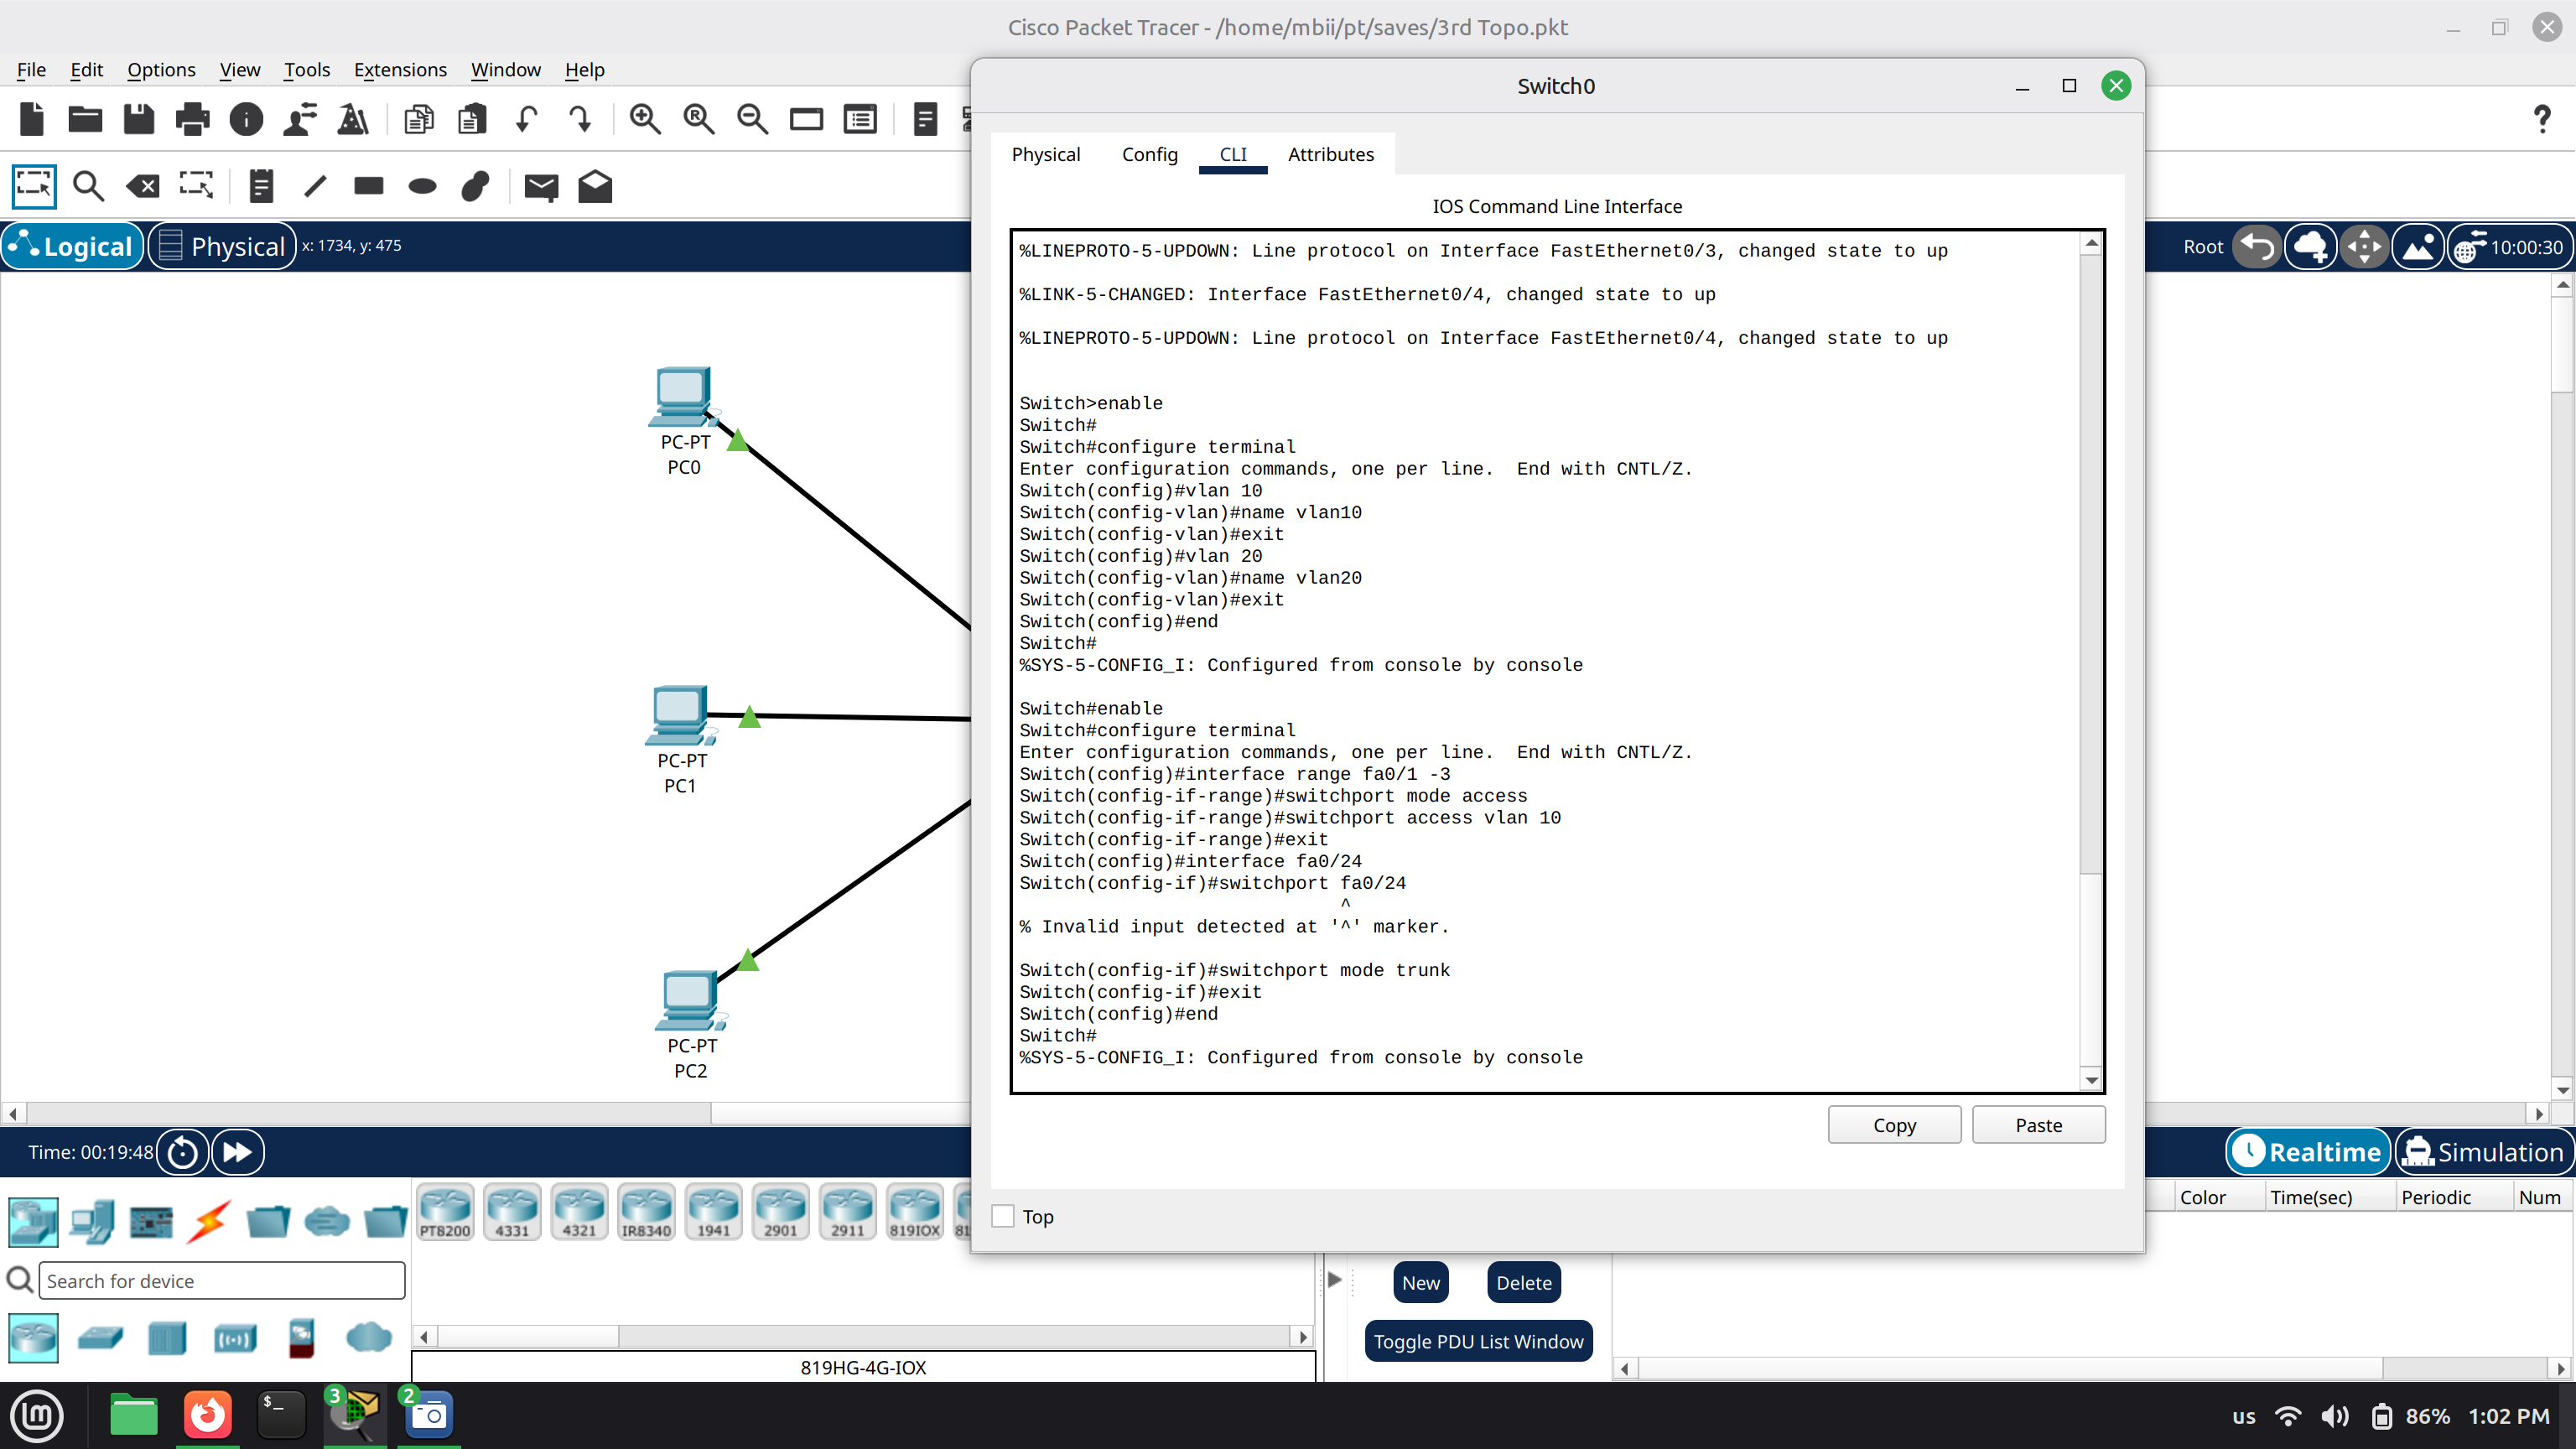 Cisco Packet Tracer - /home/mbii/pt/saves/3rd Topo.pkt
File Edit Options View Tools Extensions Window Help
Switch0
Physical Config CLI Attributes
IOS Command Line Interface
Logical Physical x: 1734, y: 475
Root 10:00:30
%LINEPROTO-5-UPDOWN: Line protocol on Interface FastEthernet0/3, changed state to up
%LINK-5-CHANGED: Interface FastEthernet0/4, changed state to up
%LINEPROTO-5-UPDOWN: Line protocol on Interface FastEthernet0/4, changed state to up
Switch>enable
Switch#
Switch#configure terminal
Enter configuration commands, one per line.  End with CNTL/Z.
Switch(config)#vlan 10
Switch(config-vlan)#name vlan10
Switch(config-vlan)#exit
Switch(config)#vlan 20
Switch(config-vlan)#name vlan20
Switch(config-vlan)#exit
Switch(config)#end
Switch#
%SYS-5-CONFIG_I: Configured from console by console
Switch#enable
Switch#configure terminal
Enter configuration commands, one per line.  End with CNTL/Z.
Switch(config)#interface range fa0/1 -3
Switch(config-if-range)#switchport mode access
Switch(config-if-range)#switchport access vlan 10
Switch(config-if-range)#exit
Switch(config)#interface fa0/24
Switch(config-if)#switchport fa0/24
^
% Invalid input detected at '^' marker.
Switch(config-if)#switchport mode trunk
Switch(config-if)#exit
Switch(config)#end
Switch#
%SYS-5-CONFIG_I: Configured from console by console
Copy Paste
Top
PC-PT
PC0
PC-PT
PC1
PC-PT
PC2
Time: 00:19:48
Realtime Simulation
PT8200 4331 4321 IR8340 1941 2901 2911 819IOX
Color Time(sec) Periodic Num
Search for device
New Delete
Toggle PDU List Window
819HG-4G-IOX
3 2
us 86% 1:02 PM